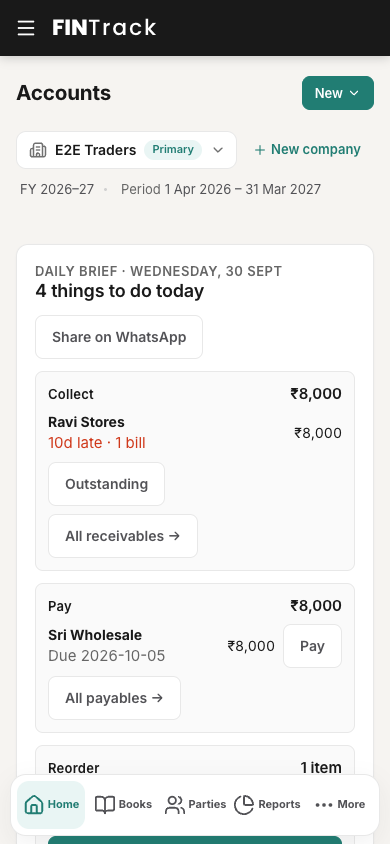 FINTrack
Accounts
New
E2E Traders Primary
+ New company
FY 2026–27 • Period 1 Apr 2026 – 31 Mar 2027
DAILY BRIEF · WEDNESDAY, 30 SEPT
4 things to do today
Share on WhatsApp
Collect ₹8,000
Ravi Stores
₹8,000
10d late · 1 bill
Outstanding
All receivables →
Pay ₹8,000
Sri Wholesale
₹8,000 Pay
Due 2026-10-05
All payables →
Reorder 1 item
Home Books Parties Reports More